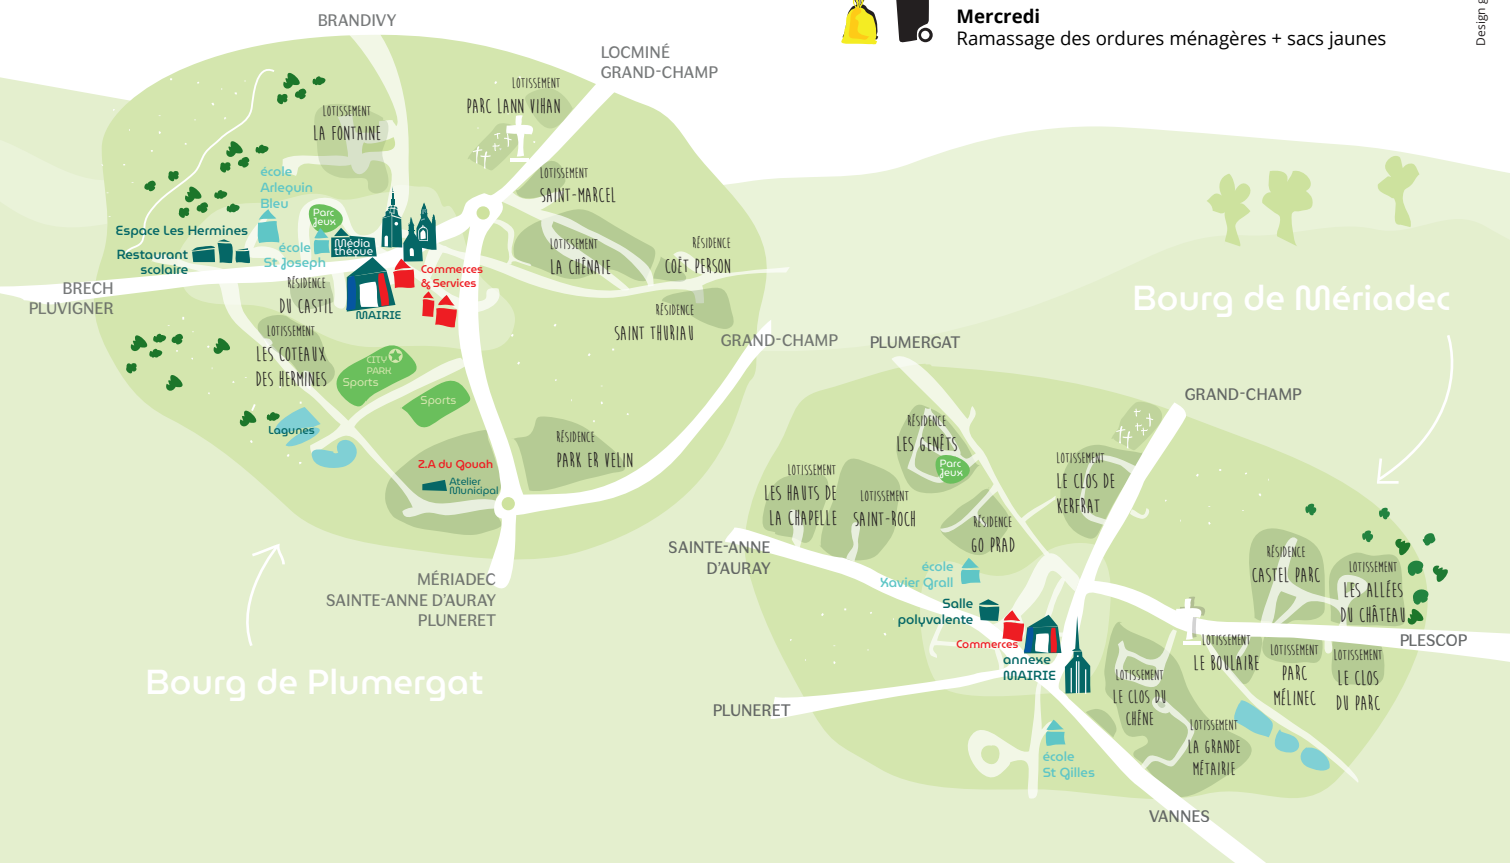 Mercredi
Ramassage des ordures ménagères + sacs jaunes
Design g
BRANDIVY
LOCMINÉ
GRAND-CHAMP
LOTISSEMENT
PARC LANN VIHAN
LOTISSEMENT
LA FONTAINE
école
Arlequin
Bleu
LOTISSEMENT
SAINT-MARCEL
Parc
Jeux
Espace Les Hermines
Restaurant
scolaire
école
St Joseph
Média
thèque
LOTISSEMENT
LA CHÊNAIE
RÉSIDENCE
COËT PERSON
Commerces
& Services
BRECH
PLUVIGNER
RÉSIDENCE
DU CASTIL
MAIRIE
RÉSIDENCE
SAINT THURIAU
LOTISSEMENT
LES COTEAUX
DES HERMINES
CITY
PARK
Sports
Sports
Lagunes
GRAND-CHAMP
RÉSIDENCE
PARK ER VELIN
Z.A du Gouah
Atelier
Municipal
MÉRIADEC
SAINTE-ANNE D'AURAY
PLUNERET
Bourg de Plumergat
Bourg de Mériadec
PLUMERGAT
GRAND-CHAMP
RÉSIDENCE
LES GENÊTS
Parc
Jeux
LOTISSEMENT
LES HAUTS DE
LA CHAPELLE
LOTISSEMENT
SAINT-ROCH
LOTISSEMENT
LE CLOS DE
KERFRAT
RÉSIDENCE
GO PRAD
SAINTE-ANNE
D'AURAY
école
Xavier Grall
Salle
polyvalente
Commerces
annexe
MAIRIE
RÉSIDENCE
CASTEL PARC
LOTISSEMENT
LES ALLÉES
DU CHÂTEAU
PLESCOP
LOTISSEMENT
LE BOULAIRE
LOTISSEMENT
PARC
MÉLINEC
LOTISSEMENT
LE CLOS
DU PARC
LOTISSEMENT
LE CLOS DU
CHÊNE
LOTISSEMENT
LA GRANDE
MÉTAIRIE
PLUNERET
école
St Gilles
VANNES